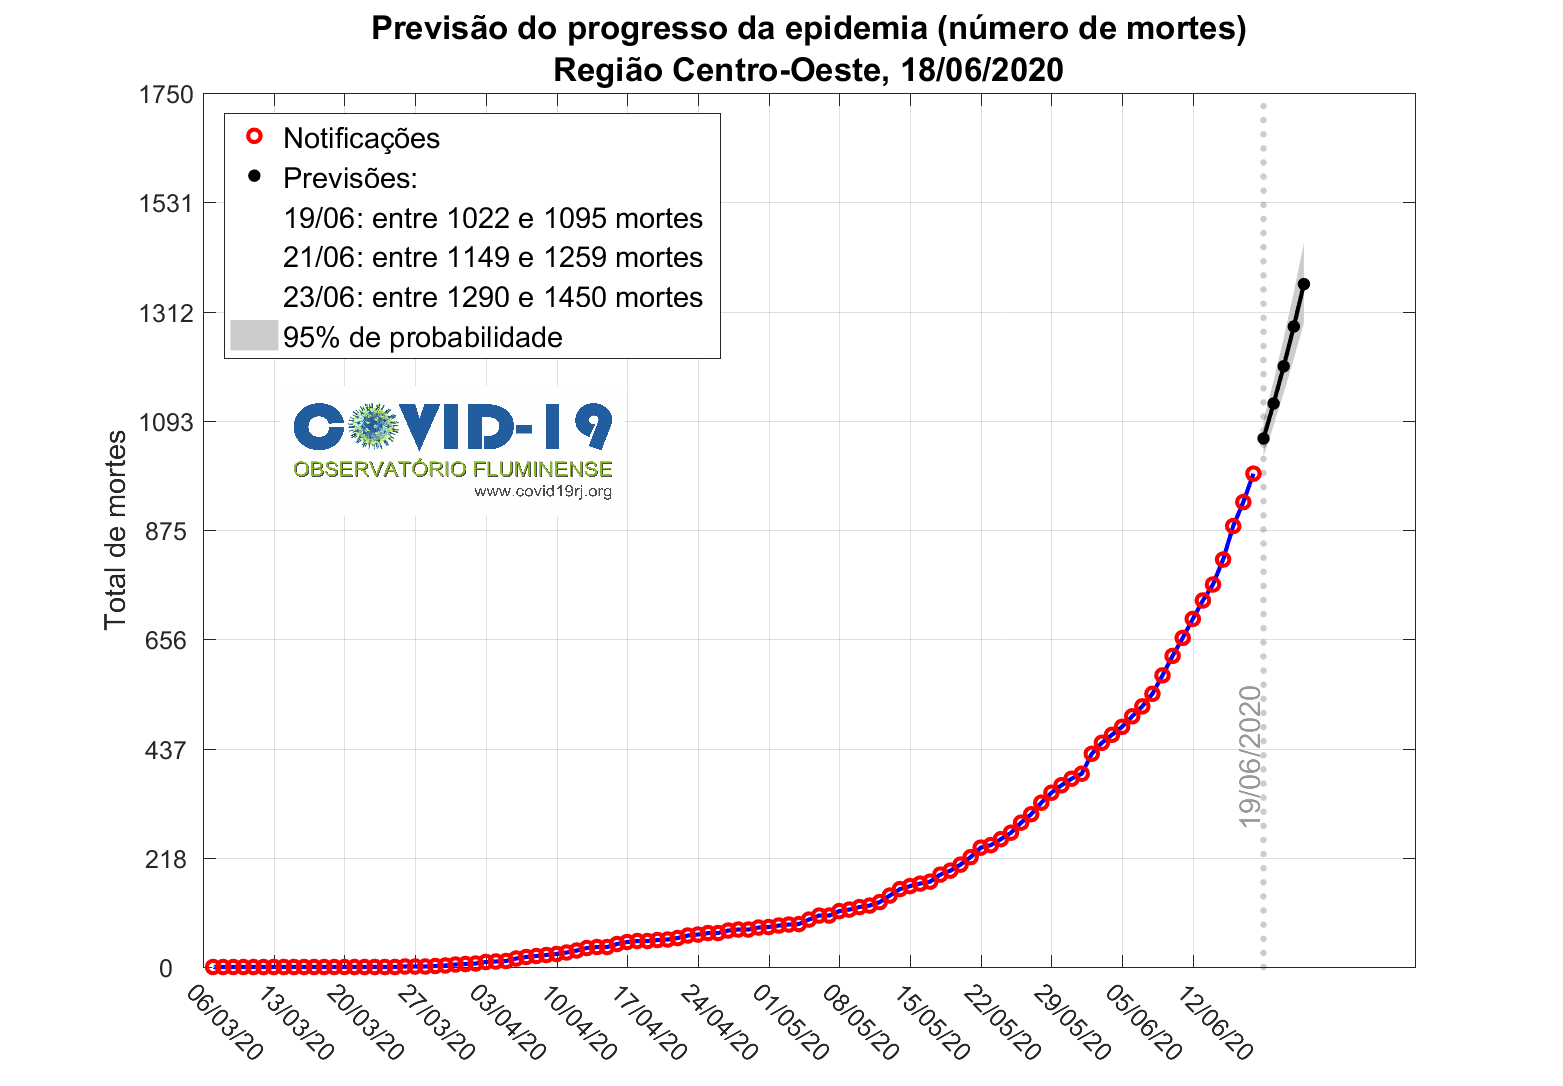 Previsão do progresso da epidemia (número de mortes)
Região Centro-Oeste, 18/06/2020
Notificações
Previsões:
19/06: entre 1022 e 1095 mortes
21/06: entre 1149 e 1259 mortes
23/06: entre 1290 e 1450 mortes
95% de probabilidade
COVID-19
OBSERVATÓRIO FLUMINENSE
www.covid19rj.org
Total de mortes
1750
1531
1312
1093
875
656
437
218
0
19/06/2020
06/03/20
13/03/20
20/03/20
27/03/20
03/04/20
10/04/20
17/04/20
24/04/20
01/05/20
08/05/20
15/05/20
22/05/20
29/05/20
05/06/20
12/06/20